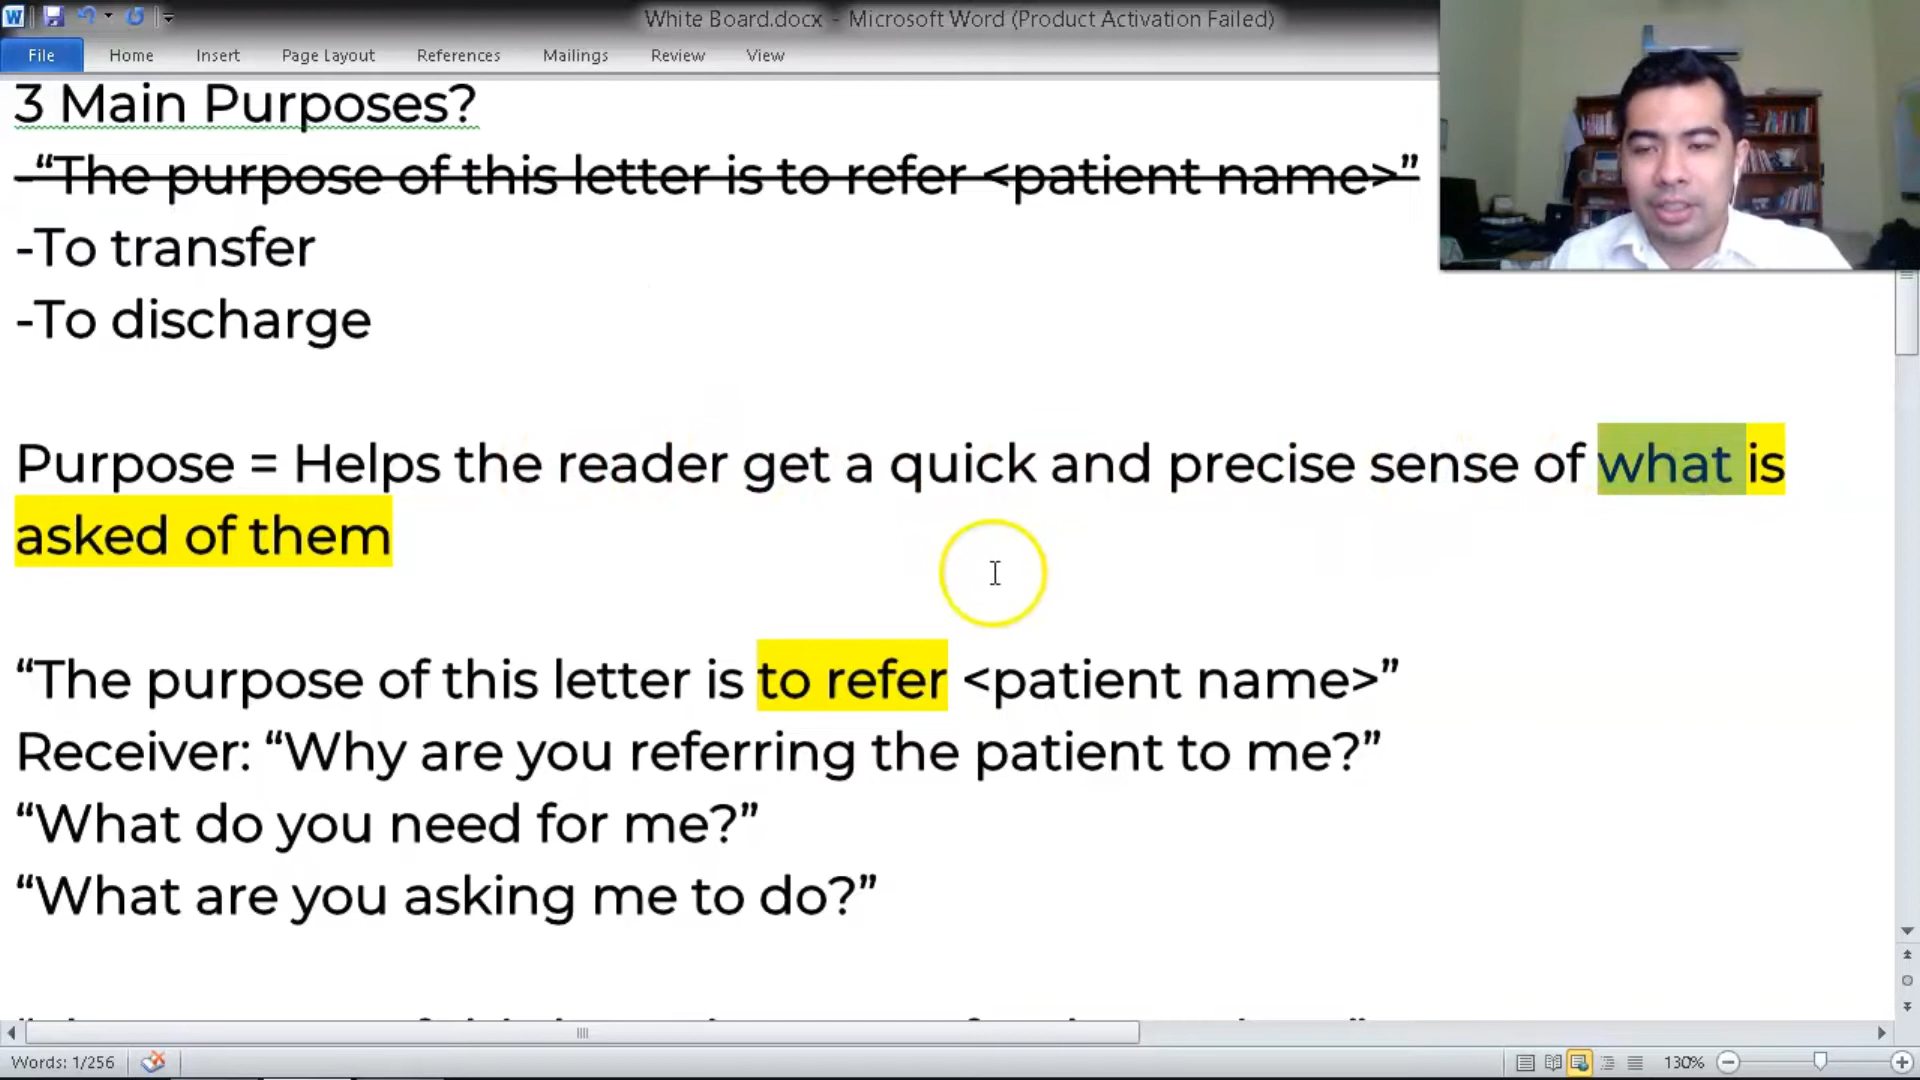 White Board.docx - Microsoft Word (Product Activation Failed)
File Home Insert Page Layout References Mailings Review View
3 Main Purposes?
-“The purpose of this letter is to refer <patient name>”
-To transfer
-To discharge
Purpose = Helps the reader get a quick and precise sense of what is
asked of them
“The purpose of this letter is to refer <patient name>”
Receiver: “Why are you referring the patient to me?”
“What do you need for me?”
“What are you asking me to do?”
Words: 1/256
130%